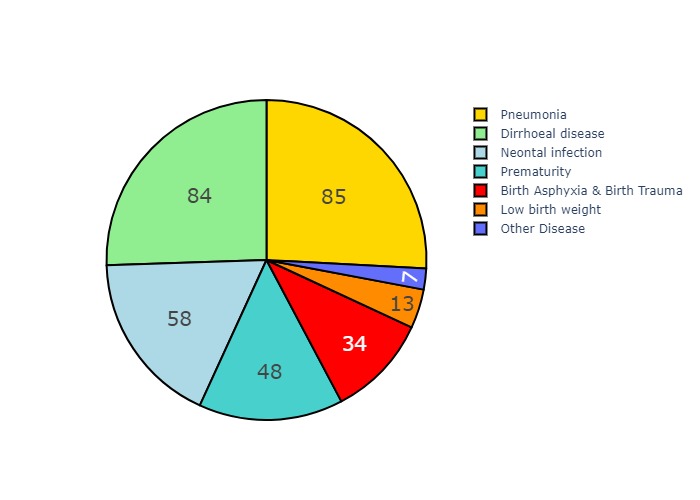 Pneumonia
Dirrhoeal disease
Neontal infection
Prematurity
Birth Asphyxia & Birth Trauma
Low birth weight
Other Disease
84
85
7
13
58
34
48